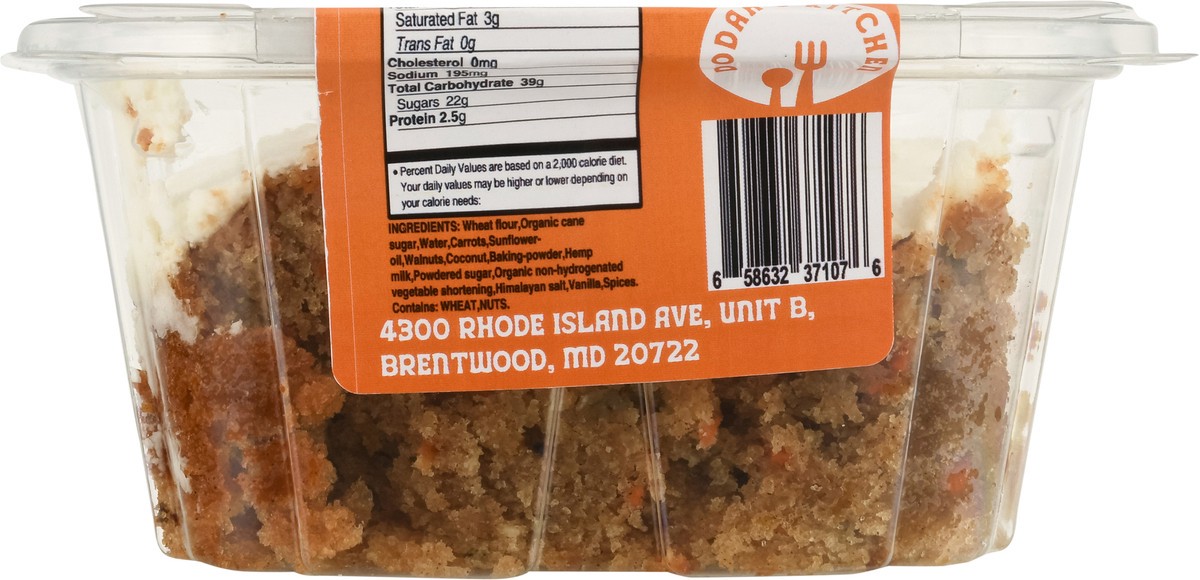 Saturated Fat 3g
Trans Fat 0g
Cholesterol 0mg
Sodium 195mg
Total Carbohydrate 39g
Sugars 22g
Protein 2.5g
• Percent Daily Values are based on a 2,000 calorie diet.
Your daily values may be higher or lower depending on
your calorie needs:
INGREDIENTS: Wheat flour,Organic cane
sugar,Water,Carrots,Sunflower-
oil,Walnuts,Coconut,Baking-powder,Hemp
milk,Powdered sugar,Organic non-hydrogenated
vegetable shortening,Himalayan salt,Vanilla,Spices.
Contains: WHEAT,NUTS.
6 58632 37107 6
4300 RHODE ISLAND AVE, UNIT B,
BRENTWOOD, MD 20722